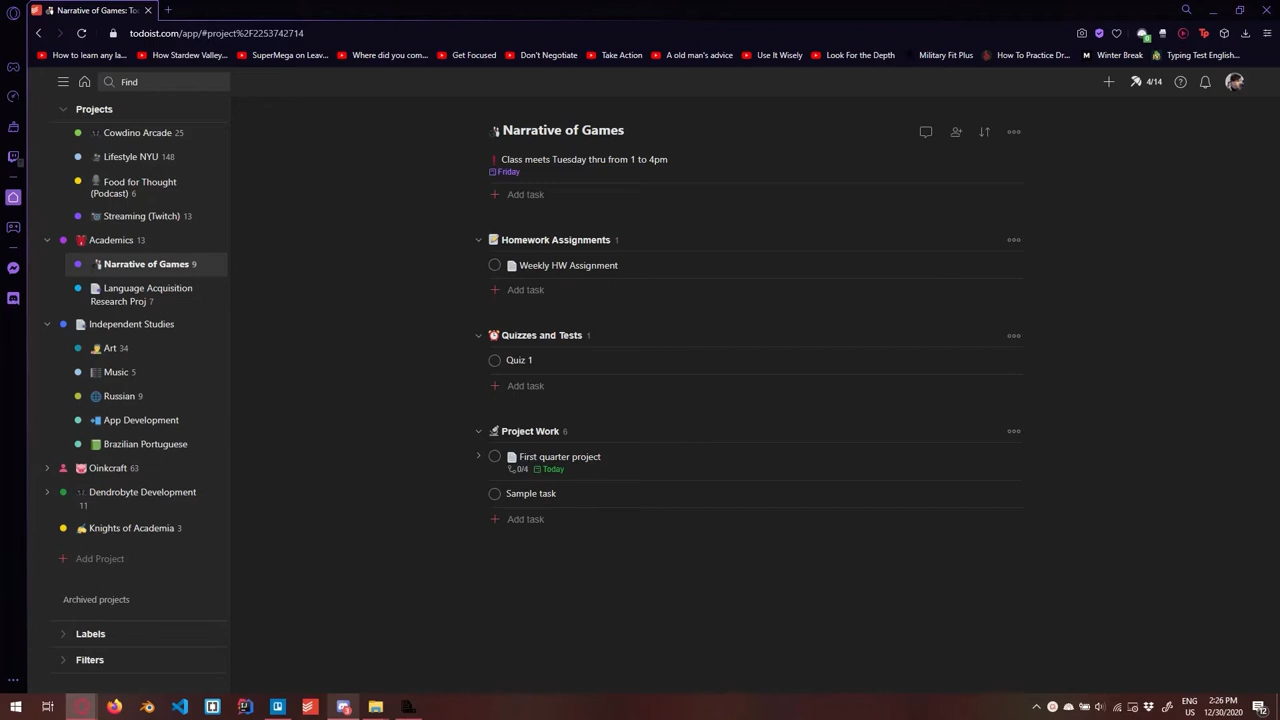 Narrative of Games: To
todoist.com/app/#project%2F2253742714
How to learn any la...
How Stardew Valley...
SuperMega on Leav...
Where did you com...
Get Focused
Don't Negotiate
Take Action
A old man's advice
Use It Wisely
Look For the Depth
Military Fit Plus
How To Practice Dr...
Winter Break
Typing Test English...
Find
4/14
Projects
Cowdino Arcade 25
Lifestyle NYU 148
Food for Thought
(Podcast) 6
Streaming (Twitch) 13
Academics 13
Narrative of Games 9
Language Acquisition
Research Proj 7
Independent Studies
Art 34
Music 5
Russian 9
App Development
Brazilian Portuguese
Oinkcraft 63
Dendrobyte Development
11
Knights of Academia 3
Add Project
Archived projects
Labels
Filters
Narrative of Games
Class meets Tuesday thru from 1 to 4pm
Friday
Add task
Homework Assignments 1
Weekly HW Assignment
Add task
Quizzes and Tests 1
Quiz 1
Add task
Project Work 6
First quarter project
0/4 Today
Sample task
Add task
ENG
US
2:26 PM
12/30/2020
12